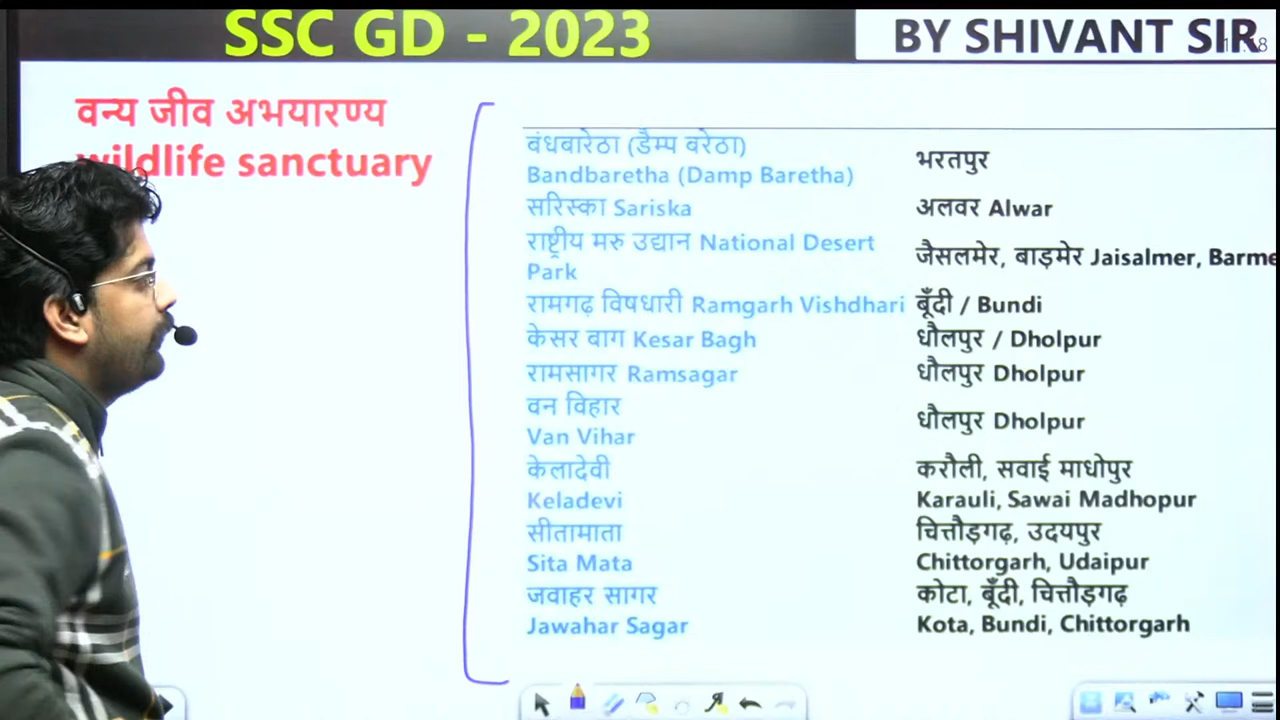 SSC GD - 2023
BY SHIVANT SIR
वन्य जीव अभयारण्य
wildlife sanctuary
वंधबारेठा (डैम्प बरेठा)
Bandbaretha (Damp Baretha)
भरतपुर
सरिस्का Sariska
अलवर Alwar
राष्ट्रीय मरु उद्यान National Desert
Park
जैसलमेर, बाड़मेर Jaisalmer, Barme
रामगढ़ विषधारी Ramgarh Vishdhari
बूँदी / Bundi
केसर बाग Kesar Bagh
धौलपुर / Dholpur
रामसागर Ramsagar
धौलपुर Dholpur
वन विहार
Van Vihar
धौलपुर Dholpur
केलादेवी
Keladevi
करौली, सवाई माधोपुर
Karauli, Sawai Madhopur
सीतामाता
Sita Mata
चित्तौड़गढ़, उदयपुर
Chittorgarh, Udaipur
जवाहर सागर
Jawahar Sagar
कोटा, बूँदी, चित्तौड़गढ़
Kota, Bundi, Chittorgarh